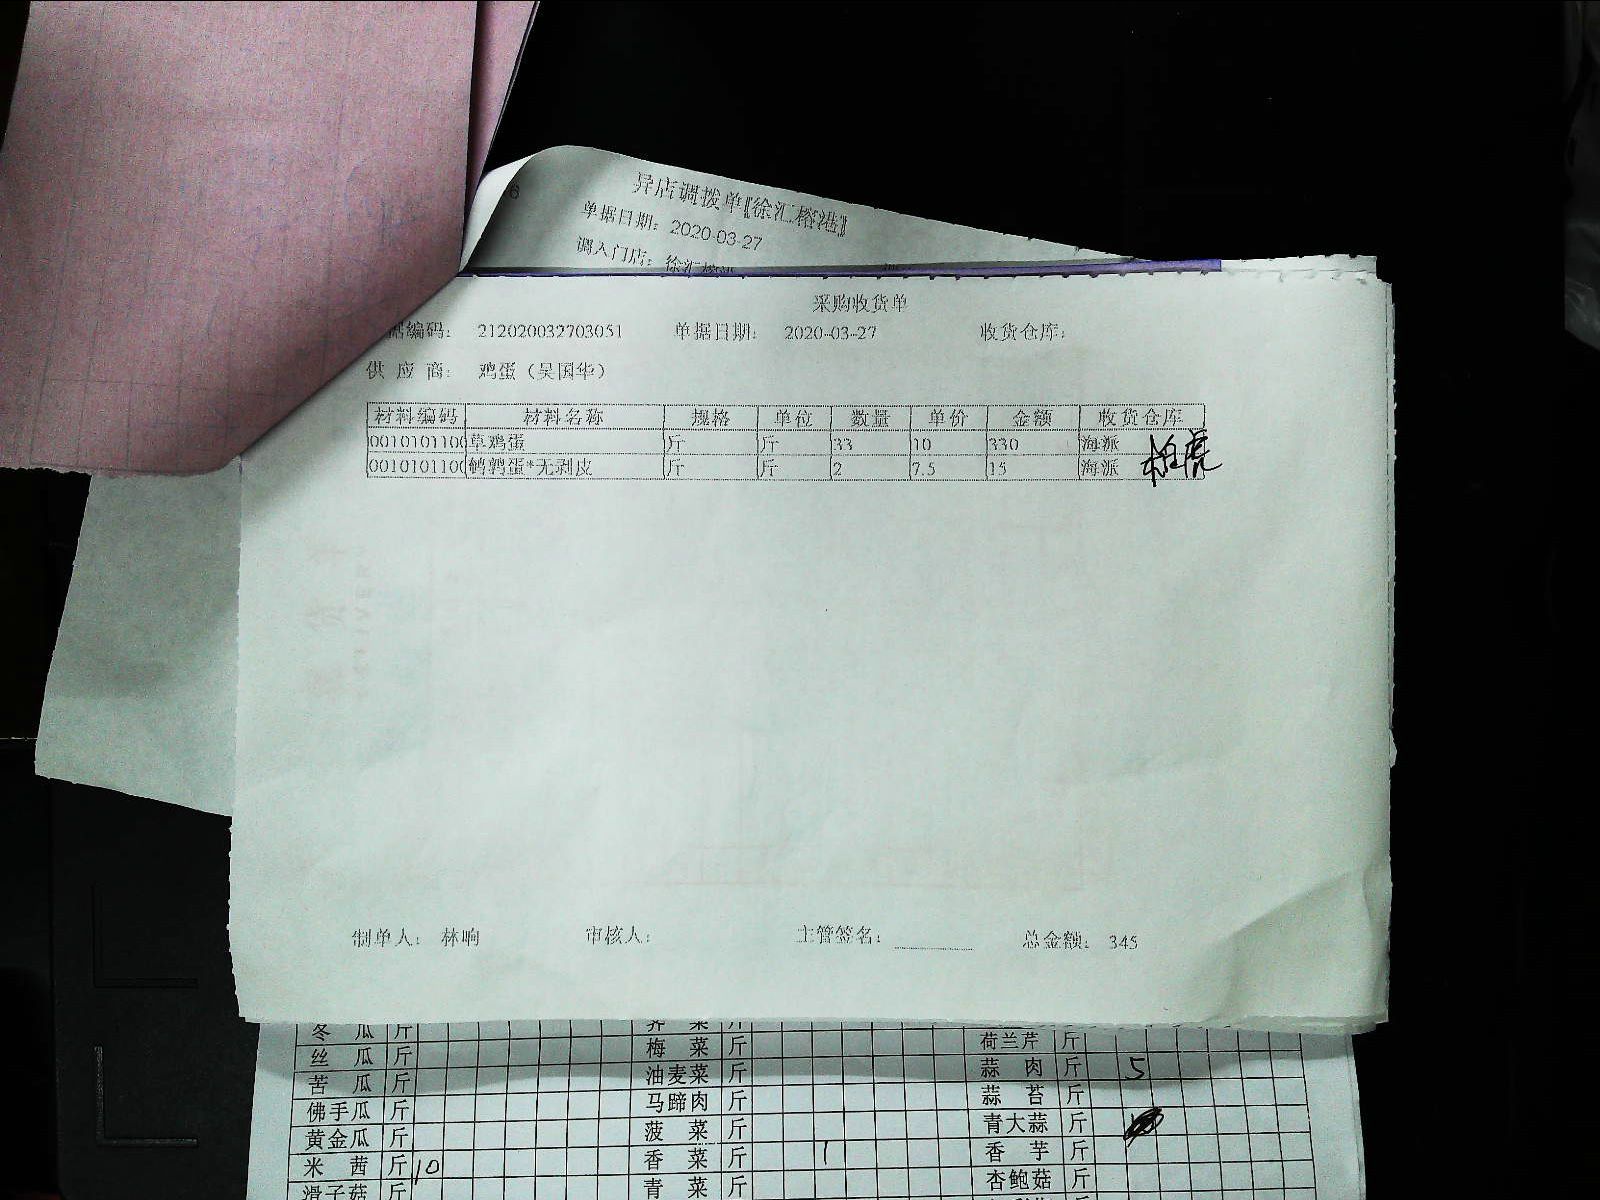 6
异店调拨单[徐汇榕港]
单据日期: 2020-03-27
调入门店: 徐汇榕港
采购收货单
据编码: 212020032703051 单据日期: 2020-03-27 收货仓库:
供 应 商: 鸡蛋（吴国华）
材料编码 材料名称 规格 单位 数量 单价 金额 收货仓库
0010101100 草鸡蛋 斤 斤 33 10 330 海派
0010101100 鹌鹑蛋*无剥皮 斤 斤 2 7.5 15 海派
制单人: 林响 审核人: 主管签名: 总金额: 345
冬 瓜 斤 荠 菜 斤
丝 瓜 斤 梅 菜 斤 荷兰芹 斤
苦 瓜 斤 油麦菜 斤 蒜 肉 斤 5
佛手瓜 斤 马蹄肉 斤 蒜 苔 斤
黄金瓜 斤 菠 菜 斤 青大蒜 斤
米 茜 斤 10 香 菜 斤 1 香 芋 斤
滑子菇 斤 青 菜 斤 杏鲍菇 斤